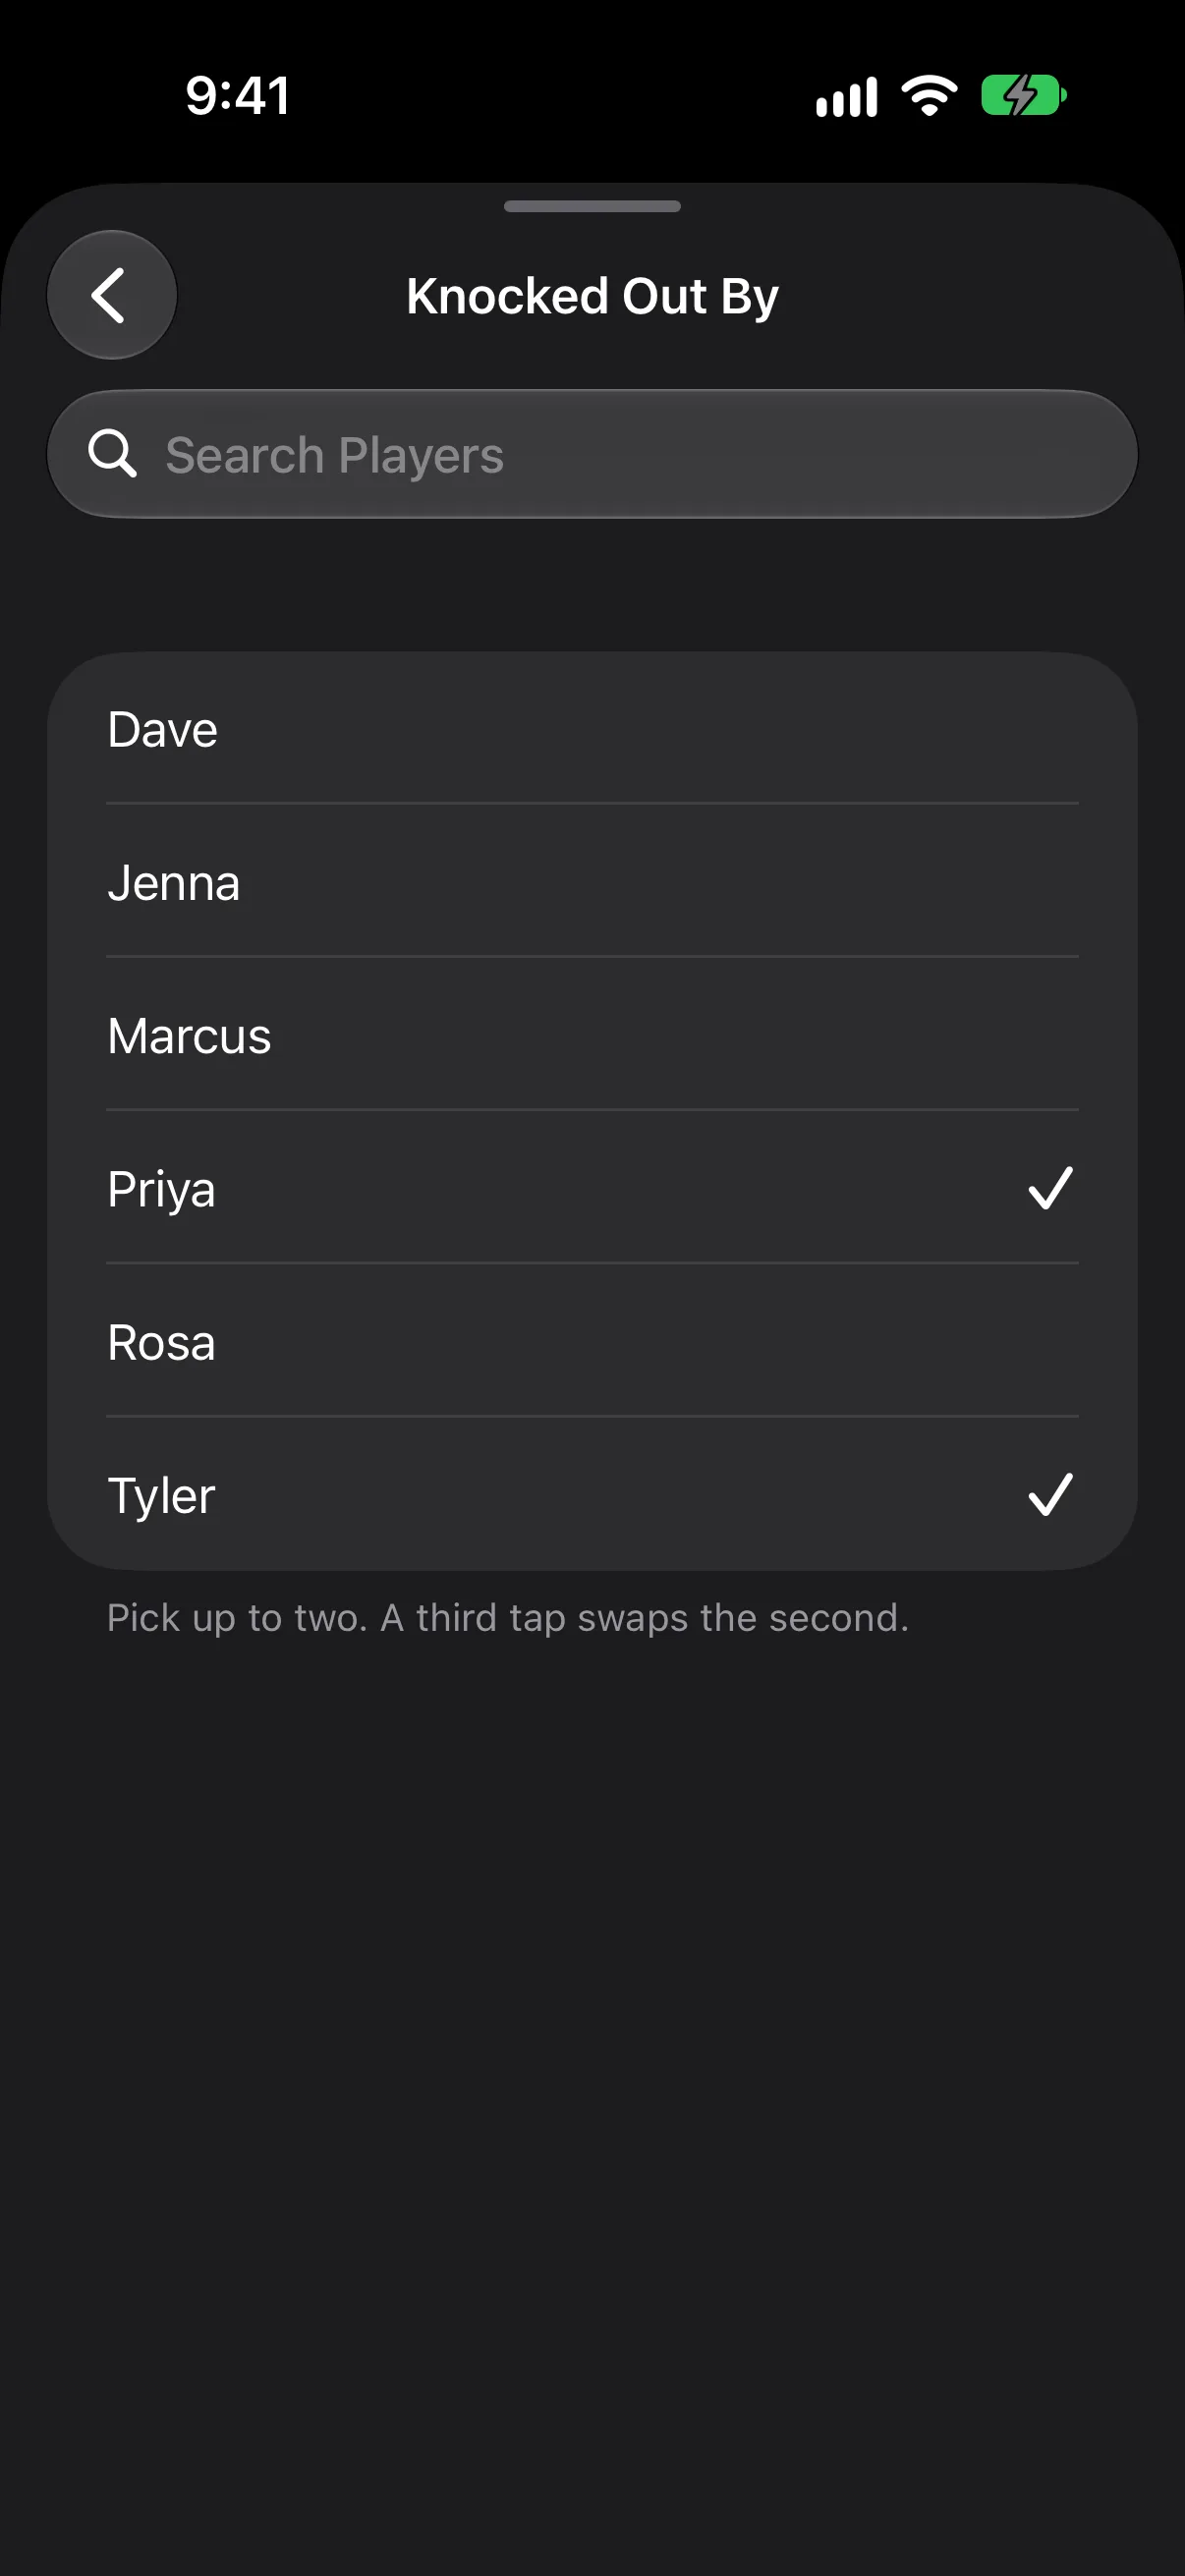 9:41
Knocked Out By
Search Players
Dave
Jenna
Marcus
Priya
Rosa
Tyler
Pick up to two. A third tap swaps the second.